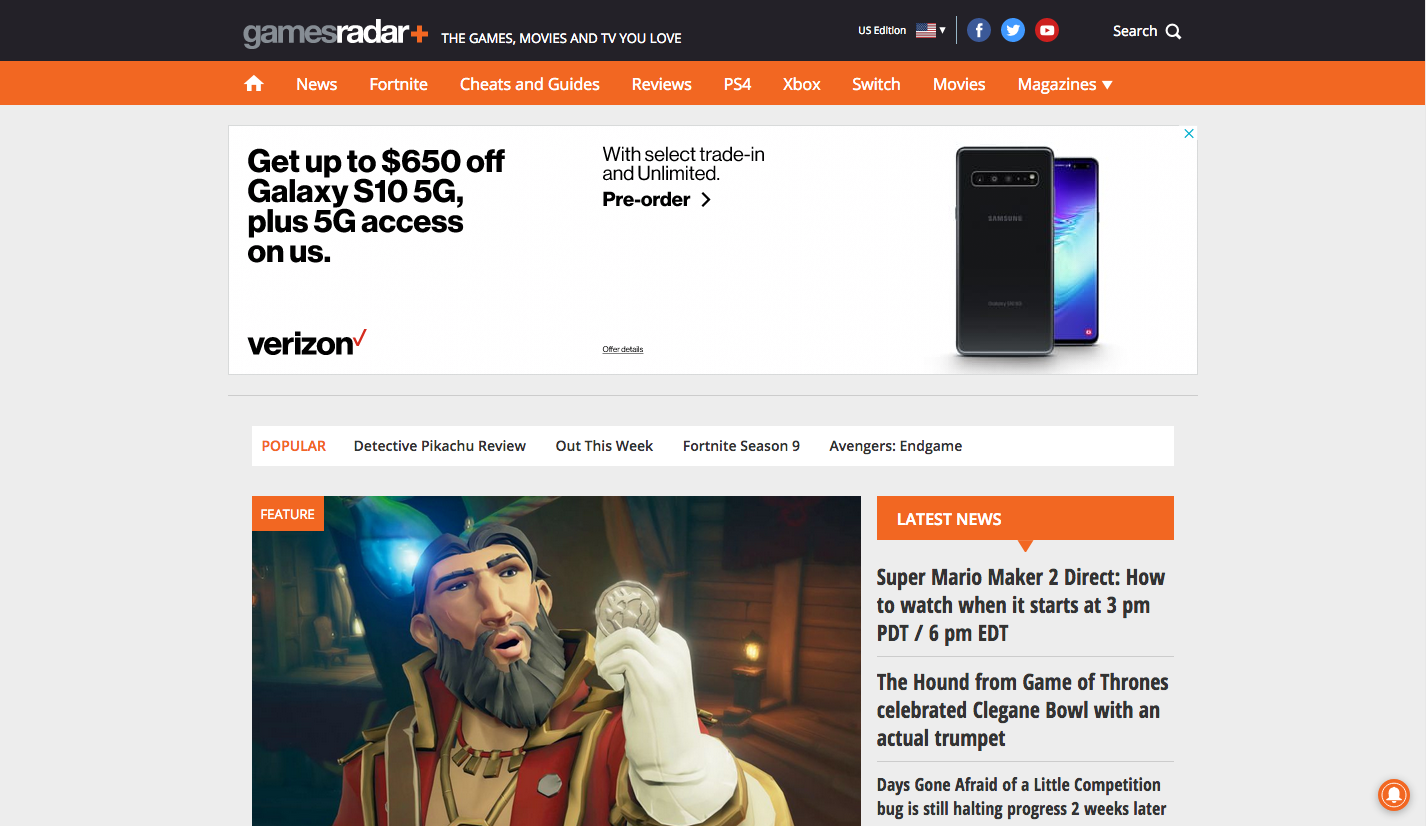 gamesradar+
THE GAMES, MOVIES AND TV YOU LOVE
US Edition
Search
News
Fortnite
Cheats and Guides
Reviews
PS4
Xbox
Switch
Movies
Magazines
Get up to $650 off
Galaxy S10 5G,
plus 5G access
on us.
verizon
With select trade-in
and Unlimited.
Pre-order
Offer details
SAMSUNG
Galaxy S10 5G
POPULAR
Detective Pikachu Review
Out This Week
Fortnite Season 9
Avengers: Endgame
FEATURE
LATEST NEWS
Super Mario Maker 2 Direct: How
to watch when it starts at 3 pm
PDT / 6 pm EDT
The Hound from Game of Thrones
celebrated Clegane Bowl with an
actual trumpet
Days Gone Afraid of a Little Competition
bug is still halting progress 2 weeks later